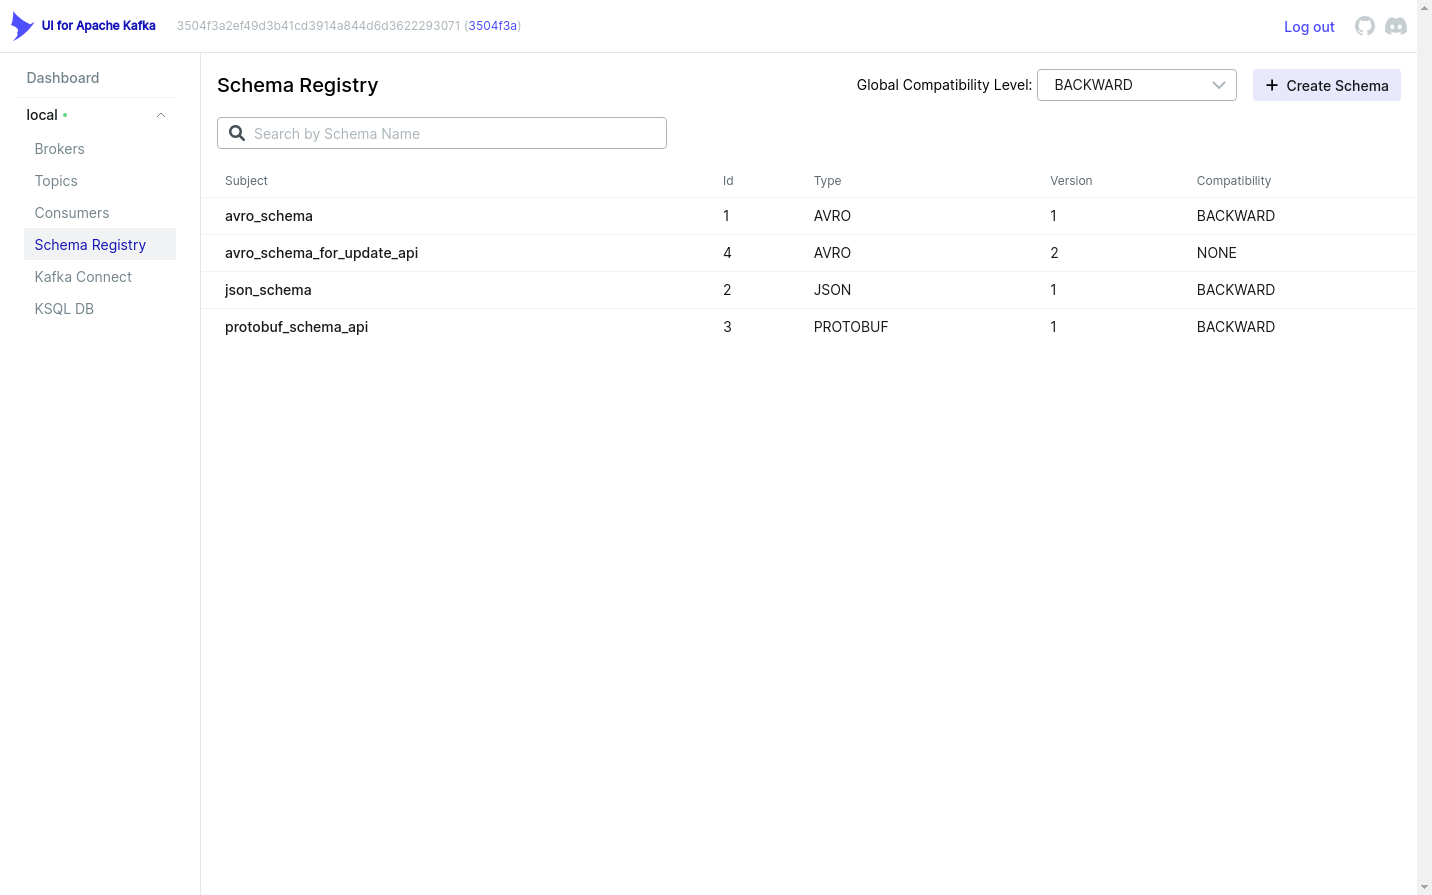 UI for Apache Kafka 3504f3a2ef49d3b41cd3914a844d6d3622293071 (3504f3a) Log out
Dashboard
local
Brokers
Topics
Consumers
Schema Registry
Kafka Connect
KSQL DB
Schema Registry Global Compatibility Level: BACKWARD Create Schema
Search by Schema Name
Subject Id Type Version Compatibility
avro_schema 1 AVRO 1 BACKWARD
avro_schema_for_update_api 4 AVRO 2 NONE
json_schema 2 JSON 1 BACKWARD
protobuf_schema_api 3 PROTOBUF 1 BACKWARD